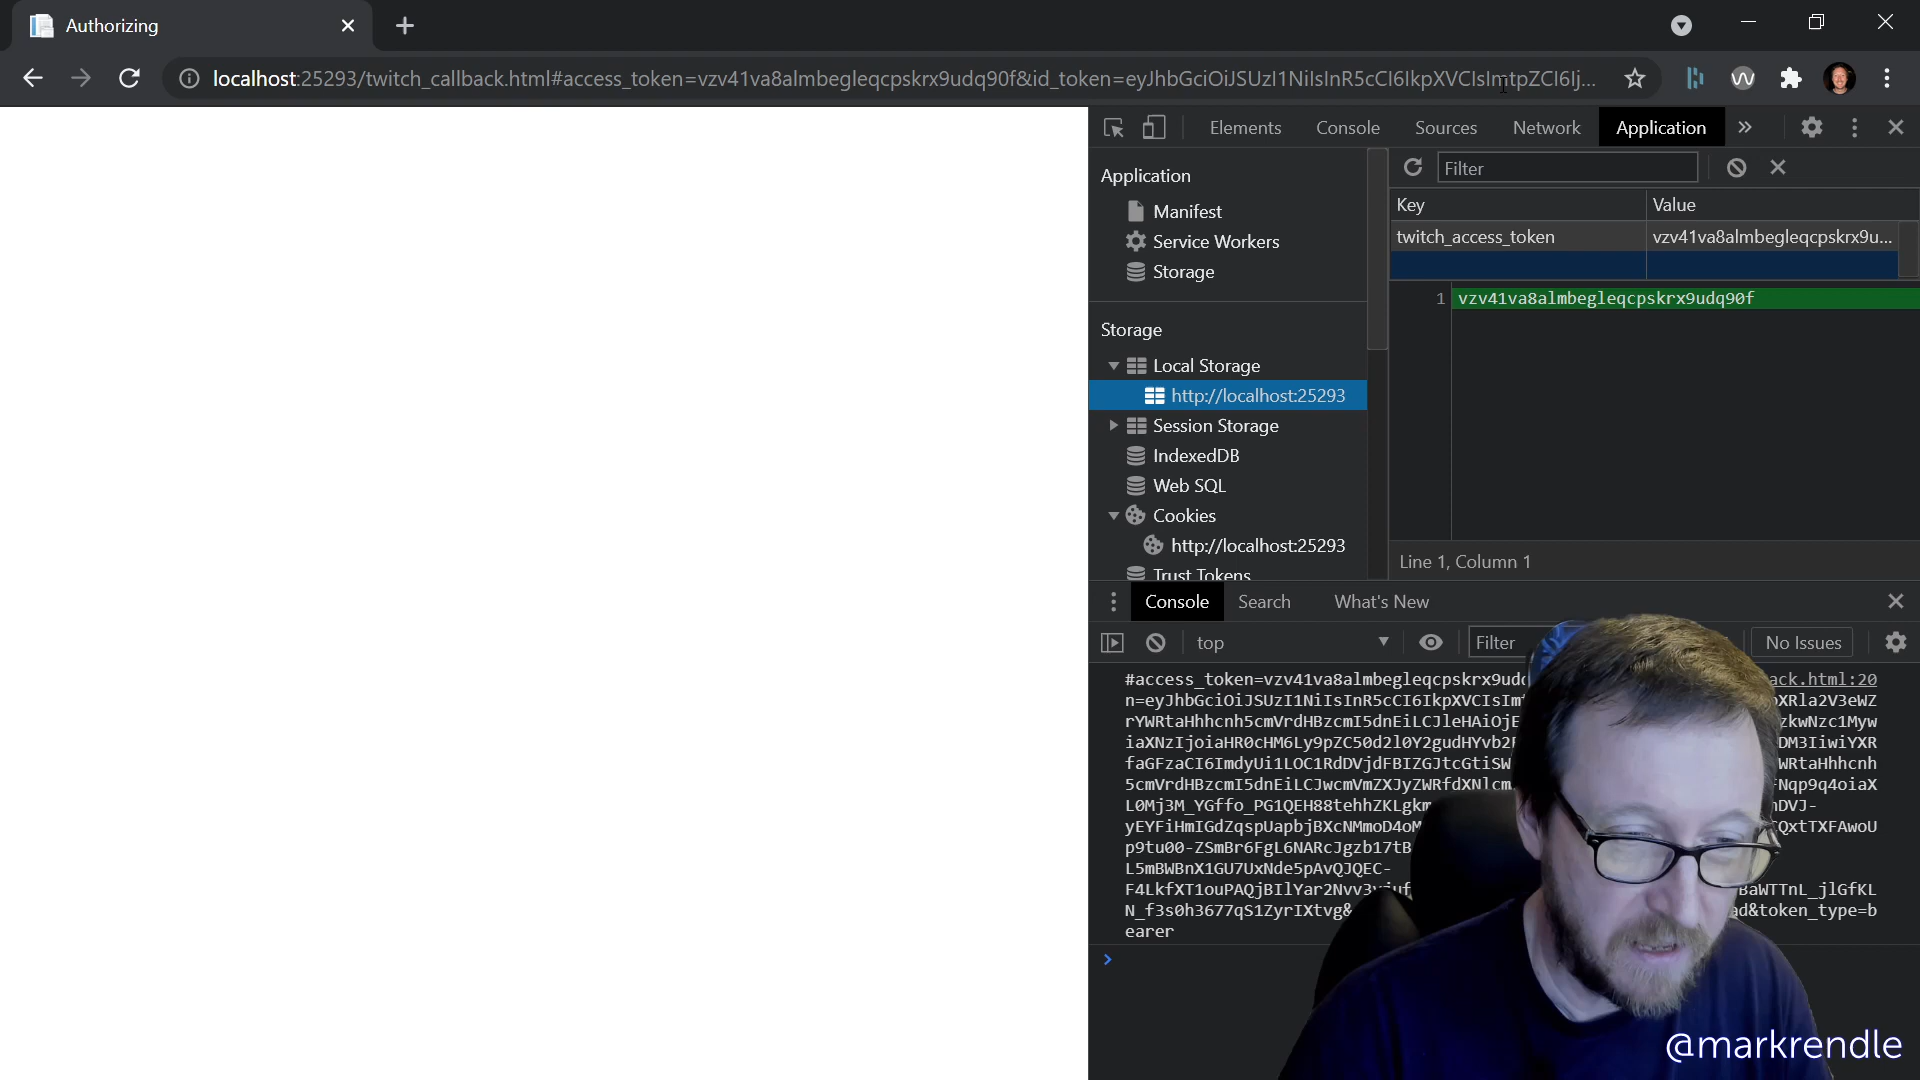 Authorizing
localhost:25293/twitch_callback.html#access_token=vzv41va8almbegleqcpskrx9udq90f&id_token=eyJhbGciOiJSUzI1NiIsInR5cCI6IkpXVCIsImtpZCI6Ij...
Elements Console Sources Network Application
Application
Manifest
Service Workers
Storage
Storage
Local Storage
http://localhost:25293
Session Storage
IndexedDB
Web SQL
Cookies
http://localhost:25293
Trust Tokens
Filter
Key Value
twitch_access_token vzv41va8almbegleqcpskrx9u...
1 vzv41va8almbegleqcpskrx9udq90f
Line 1, Column 1
Console Search What's New
top Filter No Issues
#access_token=vzv41va8almbegleqcpskrx9udq ack.html:20
n=eyJhbGciOiJSUzI1NiIsInR5cCI6IkpXVCIsImt XRla2V3eWZ
rYWRtaHhhcnh5cmVrdHBzcmI5dnEiLCJleHAiOjE zkwNzc1Myw
iaXNzIjoiaHR0cHM6Ly9pZC50d2l0Y2gudHYvb2F DM3IiwiYXR
faGFzaCI6ImdyUi1LOC1RdDVjdFBIZGJtcGtiSW WRtaHhhcnh
5cmVrdHBzcmI5dnEiLCJwcmVmZXJyZWRfdXNlcm Nqp9q4oiaX
L0Mj3M_YGffo_PG1QEH88tehhZKLgkm DVJ-
yEYFiHmIGdZqspUapbjBXcNMmoD4oM QxtTXFAwoU
p9tu00-ZSmBr6FgL6NARcJgzb17tB
L5mBWBnX1GU7UxNde5pAvQJQEC-
F4LkfXT1ouPAQjBIlYar2Nvv3 BaWTTnL_jlGfKL
N_f3s0h3677qS1ZyrIXtvg& d&token_type=b
earer
@markrendle